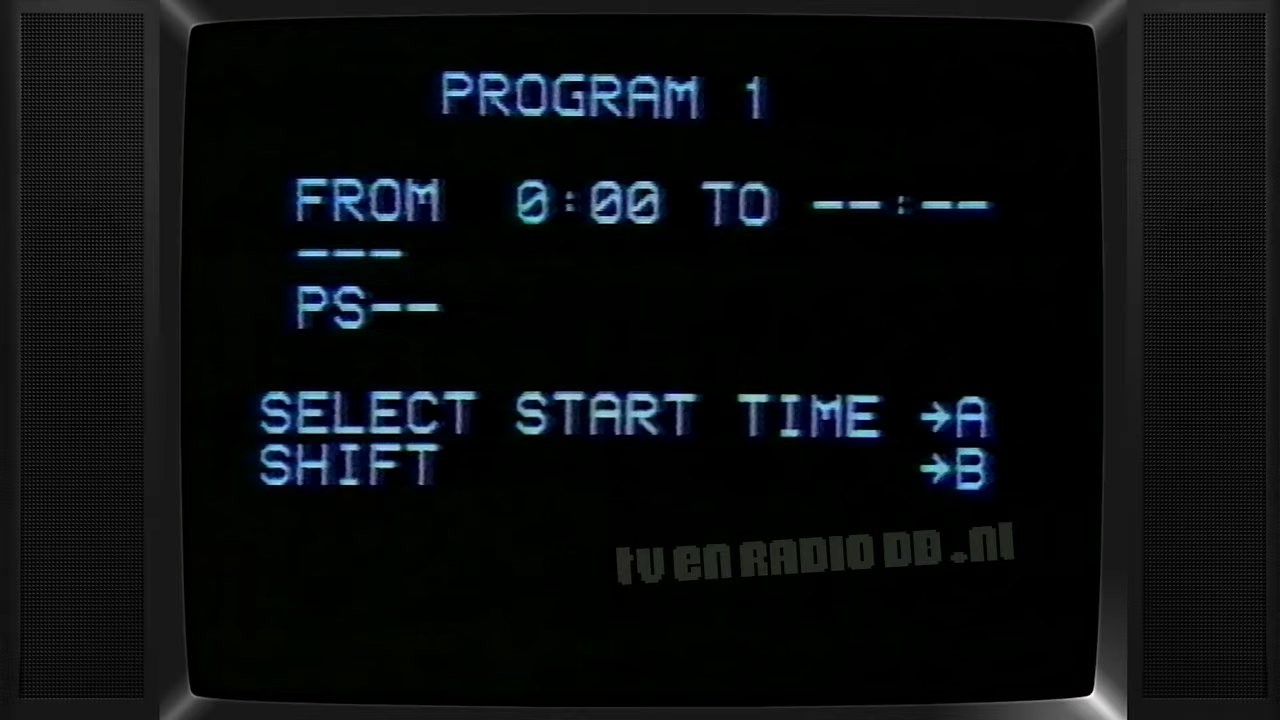 PROGRAM 1
FROM 0:00 TO --:--
---
PS--
SELECT START TIME →A
SHIFT →B
tv en RADIO DB .nl